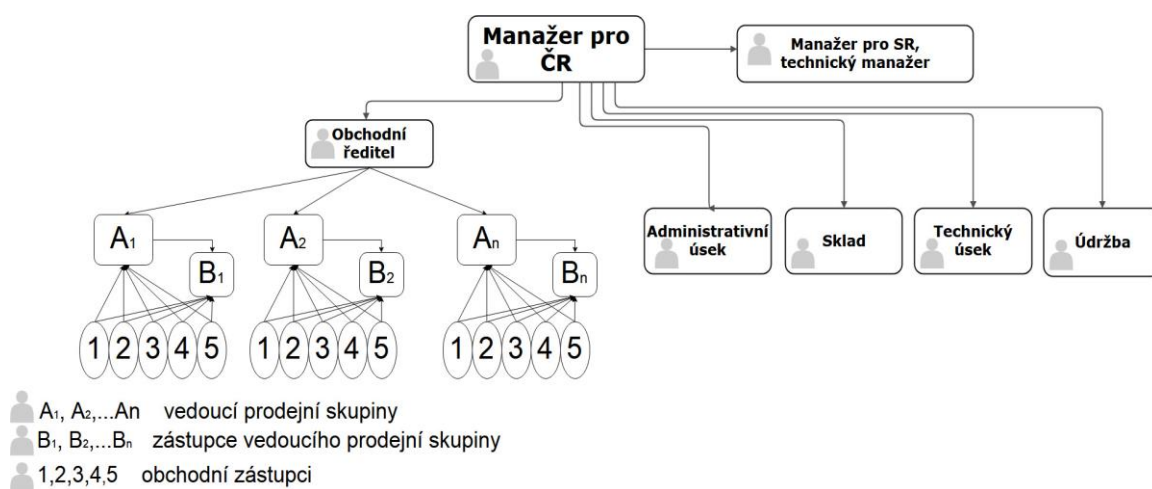 Manažer pro
ČR
Manažer pro SR,
technický manažer
Obchodní
ředitel
A₁
B₁
A₂
B₂
Aₙ
Bₙ
1 2 3 4 5
1 2 3 4 5
1 2 3 4 5
Administrativní
úsek
Sklad
Technický
úsek
Údržba
A₁, A₂,...An vedoucí prodejní skupiny
B₁, B₂,...Bₙ zástupce vedoucího prodejní skupiny
1,2,3,4,5 obchodní zástupci